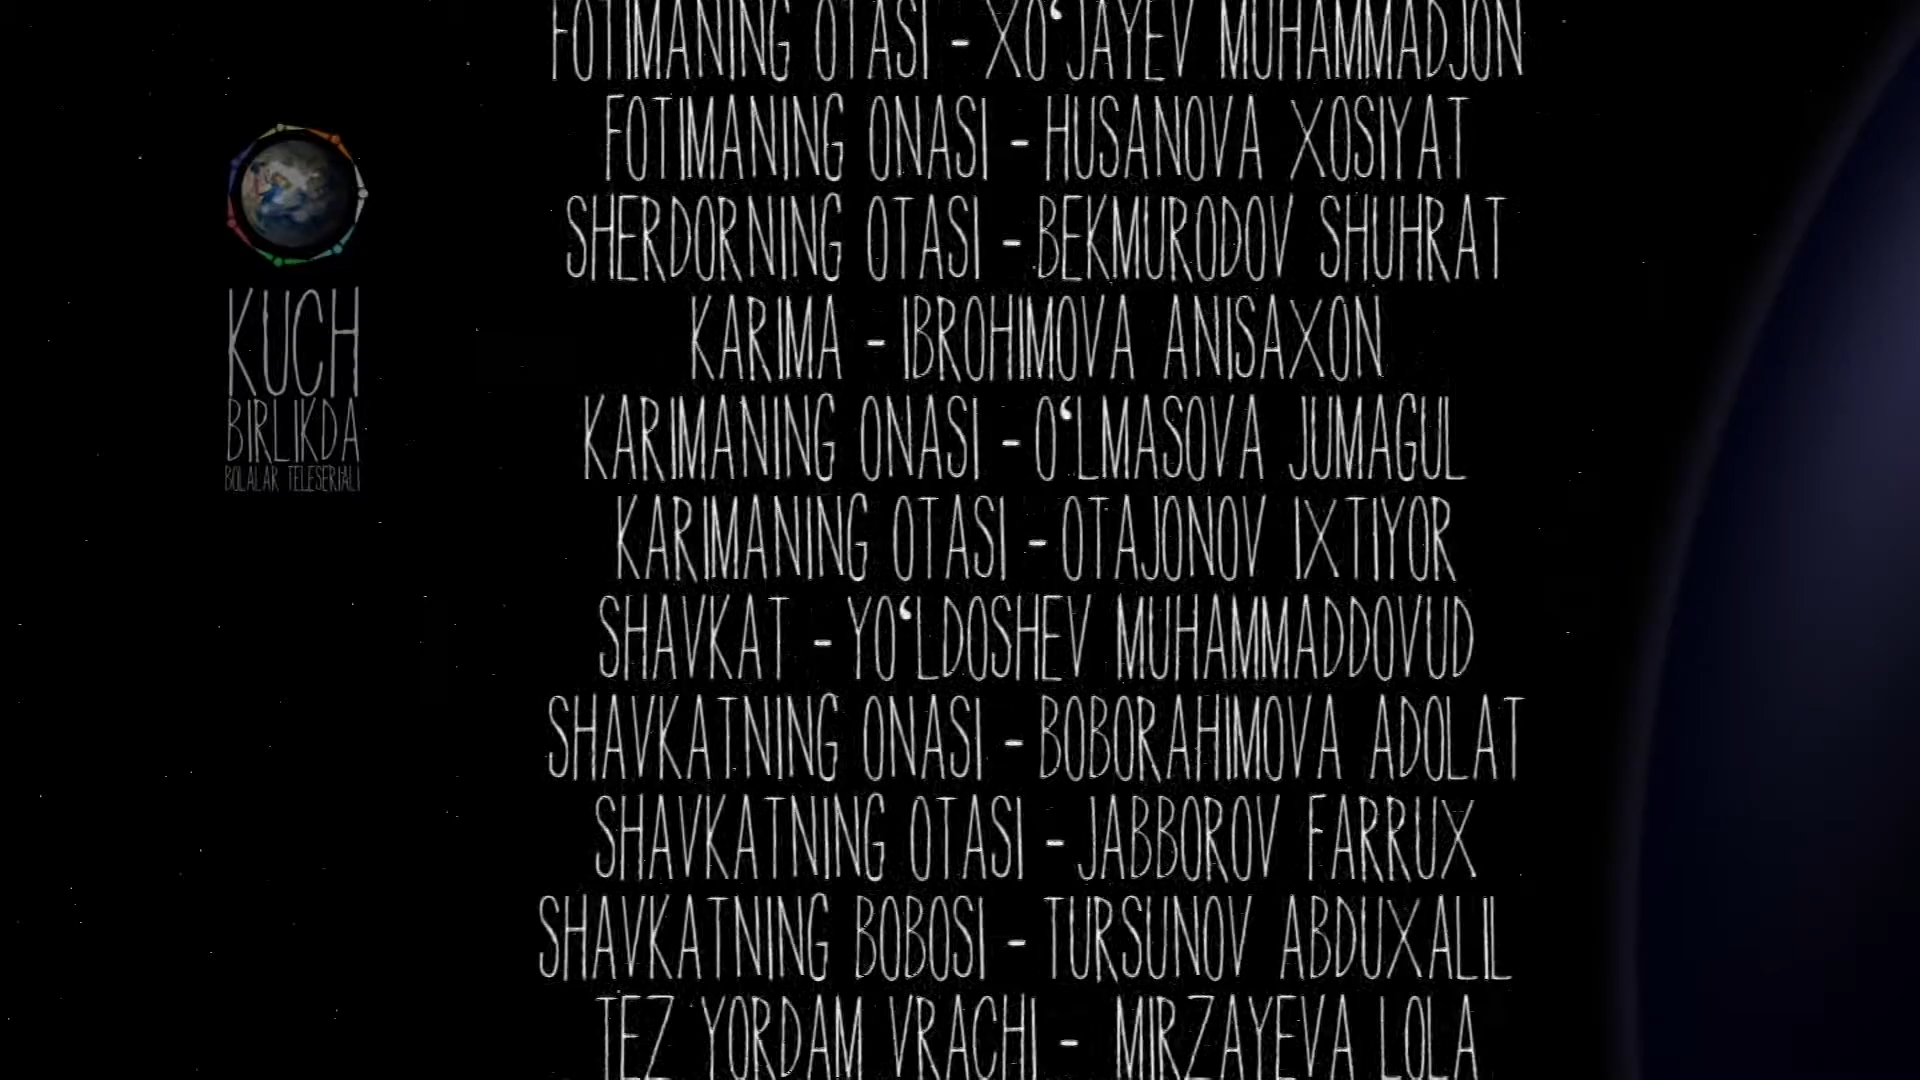 FOTIMANING OTASI - XO‘JAYEV MUHAMMADJON
FOTIMANING ONASI - HUSANOVA XOSIYAT
SHERDORNING OTASI - BEKMURODOV SHUHRAT
KARIMA - IBROHIMOVA ANISAXON
KARIMANING ONASI - O‘LMASOVA JUMAGUL
KARIMANING OTASI - OTAJONOV IXTIYOR
SHAVKAT - YO‘LDOSHEV MUHAMMADDOVUD
SHAVKATNING ONASI - BOBORAHIMOVA ADOLAT
SHAVKATNING OTASI - JABBOROV FARRUX
SHAVKATNING BOBOSI - TURSUNOV ABDUXALIL
TEZ YORDAM VRACHI - MIRZAYEVA LOLA
KUCH
BIRLIKDA
BOLALAR TELESERIALI